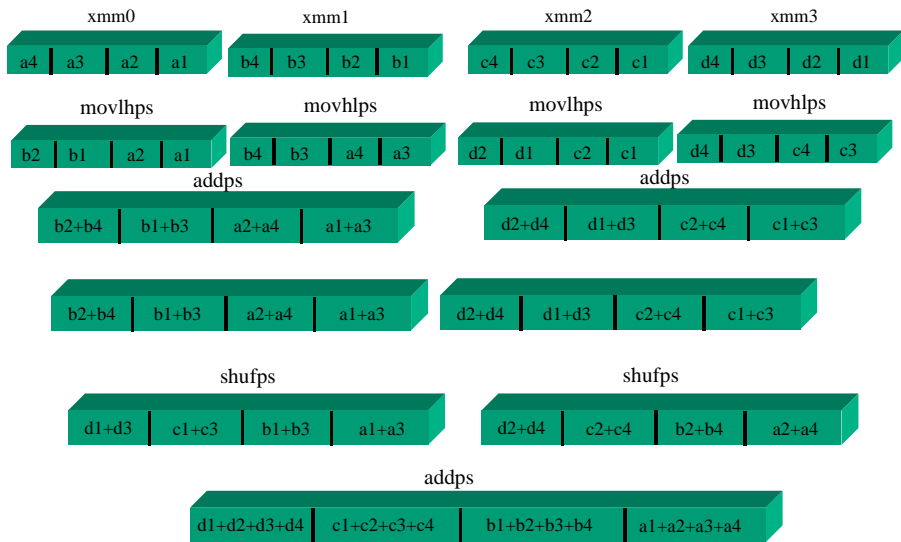 xmm0 xmm1 xmm2 xmm3
a4 a3 a2 a1 b4 b3 b2 b1 c4 c3 c2 c1 d4 d3 d2 d1
movlhps movhlps movlhps movhlps
b2 b1 a2 a1 b4 b3 a4 a3 d2 d1 c2 c1 d4 d3 c4 c3
addps addps
b2+b4 b1+b3 a2+a4 a1+a3 d2+d4 d1+d3 c2+c4 c1+c3
b2+b4 b1+b3 a2+a4 a1+a3 d2+d4 d1+d3 c2+c4 c1+c3
shufps shufps
d1+d3 c1+c3 b1+b3 a1+a3 d2+d4 c2+c4 b2+b4 a2+a4
addps
d1+d2+d3+d4 c1+c2+c3+c4 b1+b2+b3+b4 a1+a2+a3+a4